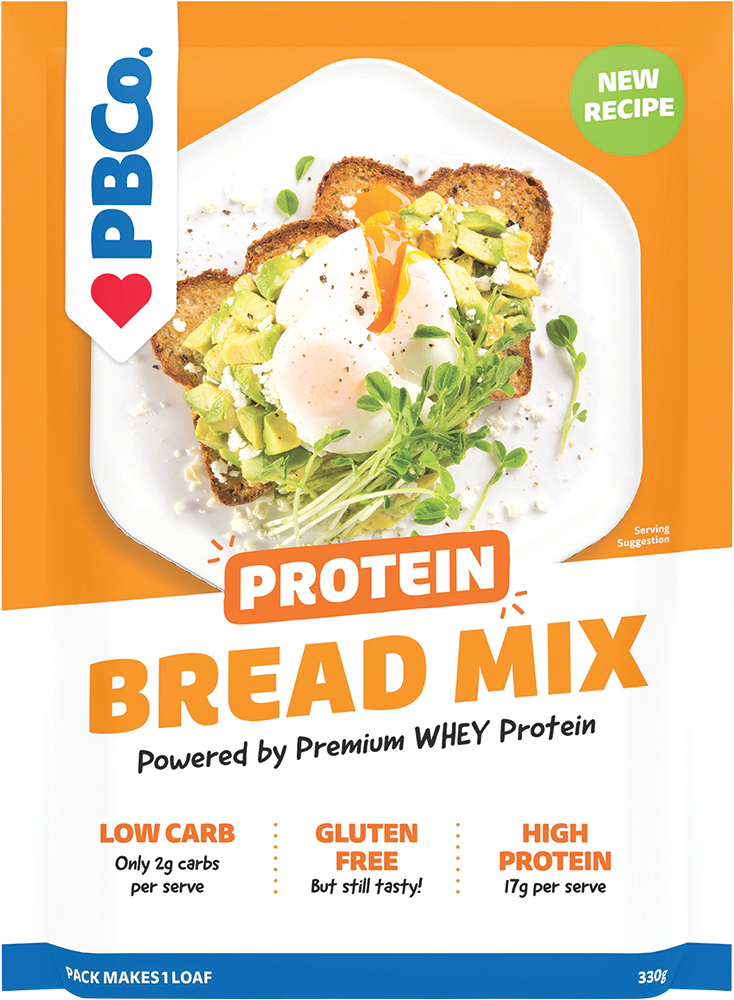 PBCo.
NEW
RECIPE
Serving
Suggestion
PROTEIN
BREAD MIX
Powered by Premium WHEY Protein
LOW CARB
Only 2g carbs
per serve
GLUTEN
FREE
But still tasty!
HIGH
PROTEIN
17g per serve
PACK MAKES 1 LOAF
330g